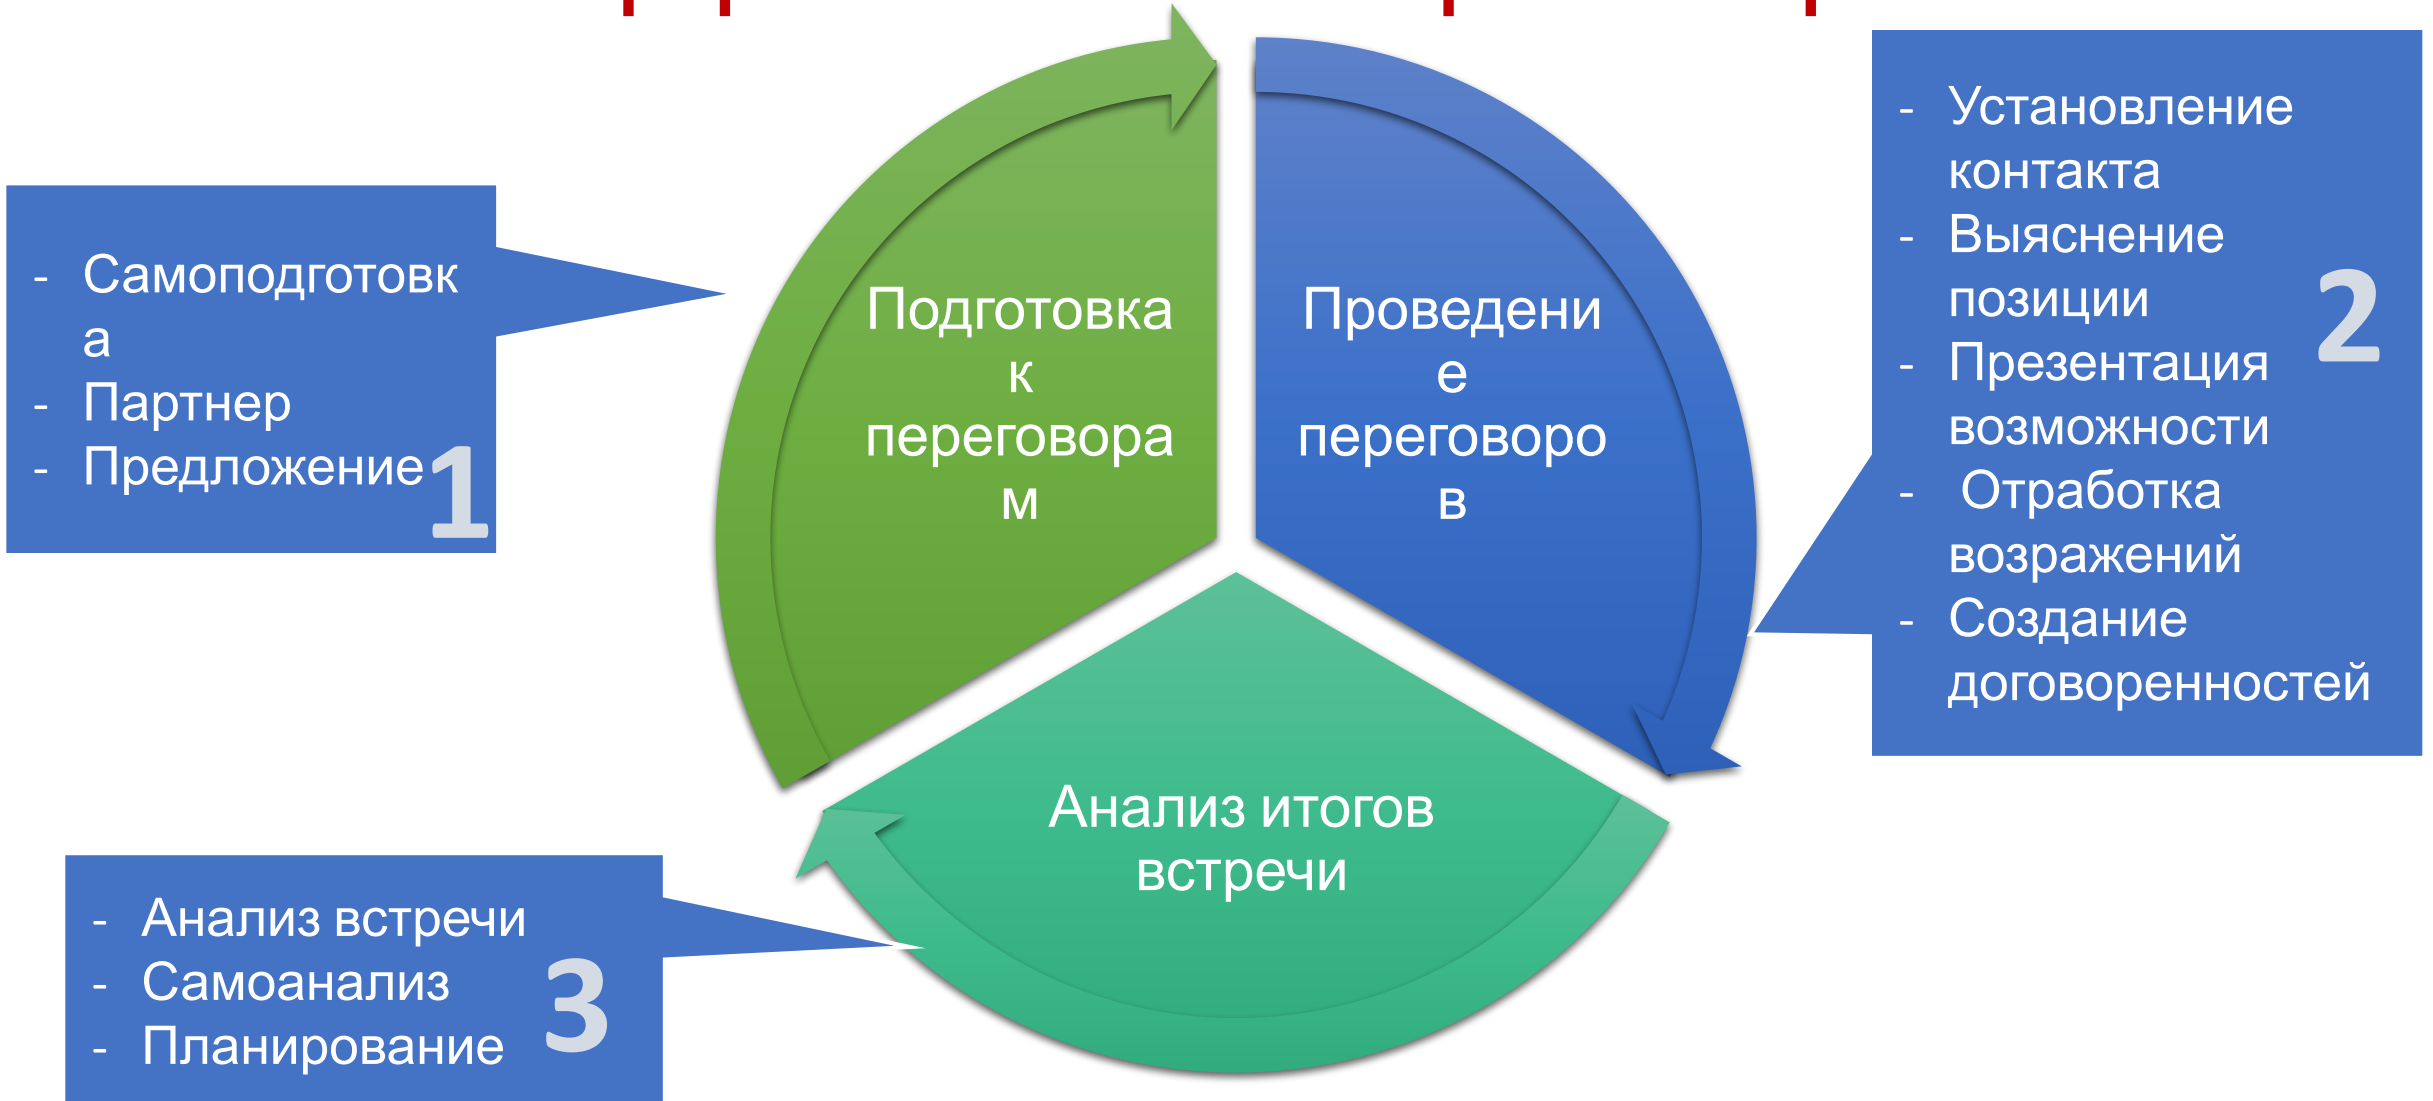 - Самоподготовк
а
- Партнер
- Предложение
1
Подготовка
к
переговора
м
Проведени
е
переговоро
в
- Установление
контакта
- Выяснение
позиции
- Презентация
возможности
- Отработка
возражений
- Создание
договоренностей
2
Анализ итогов
встречи
- Анализ встречи
- Самоанализ
- Планирование
3